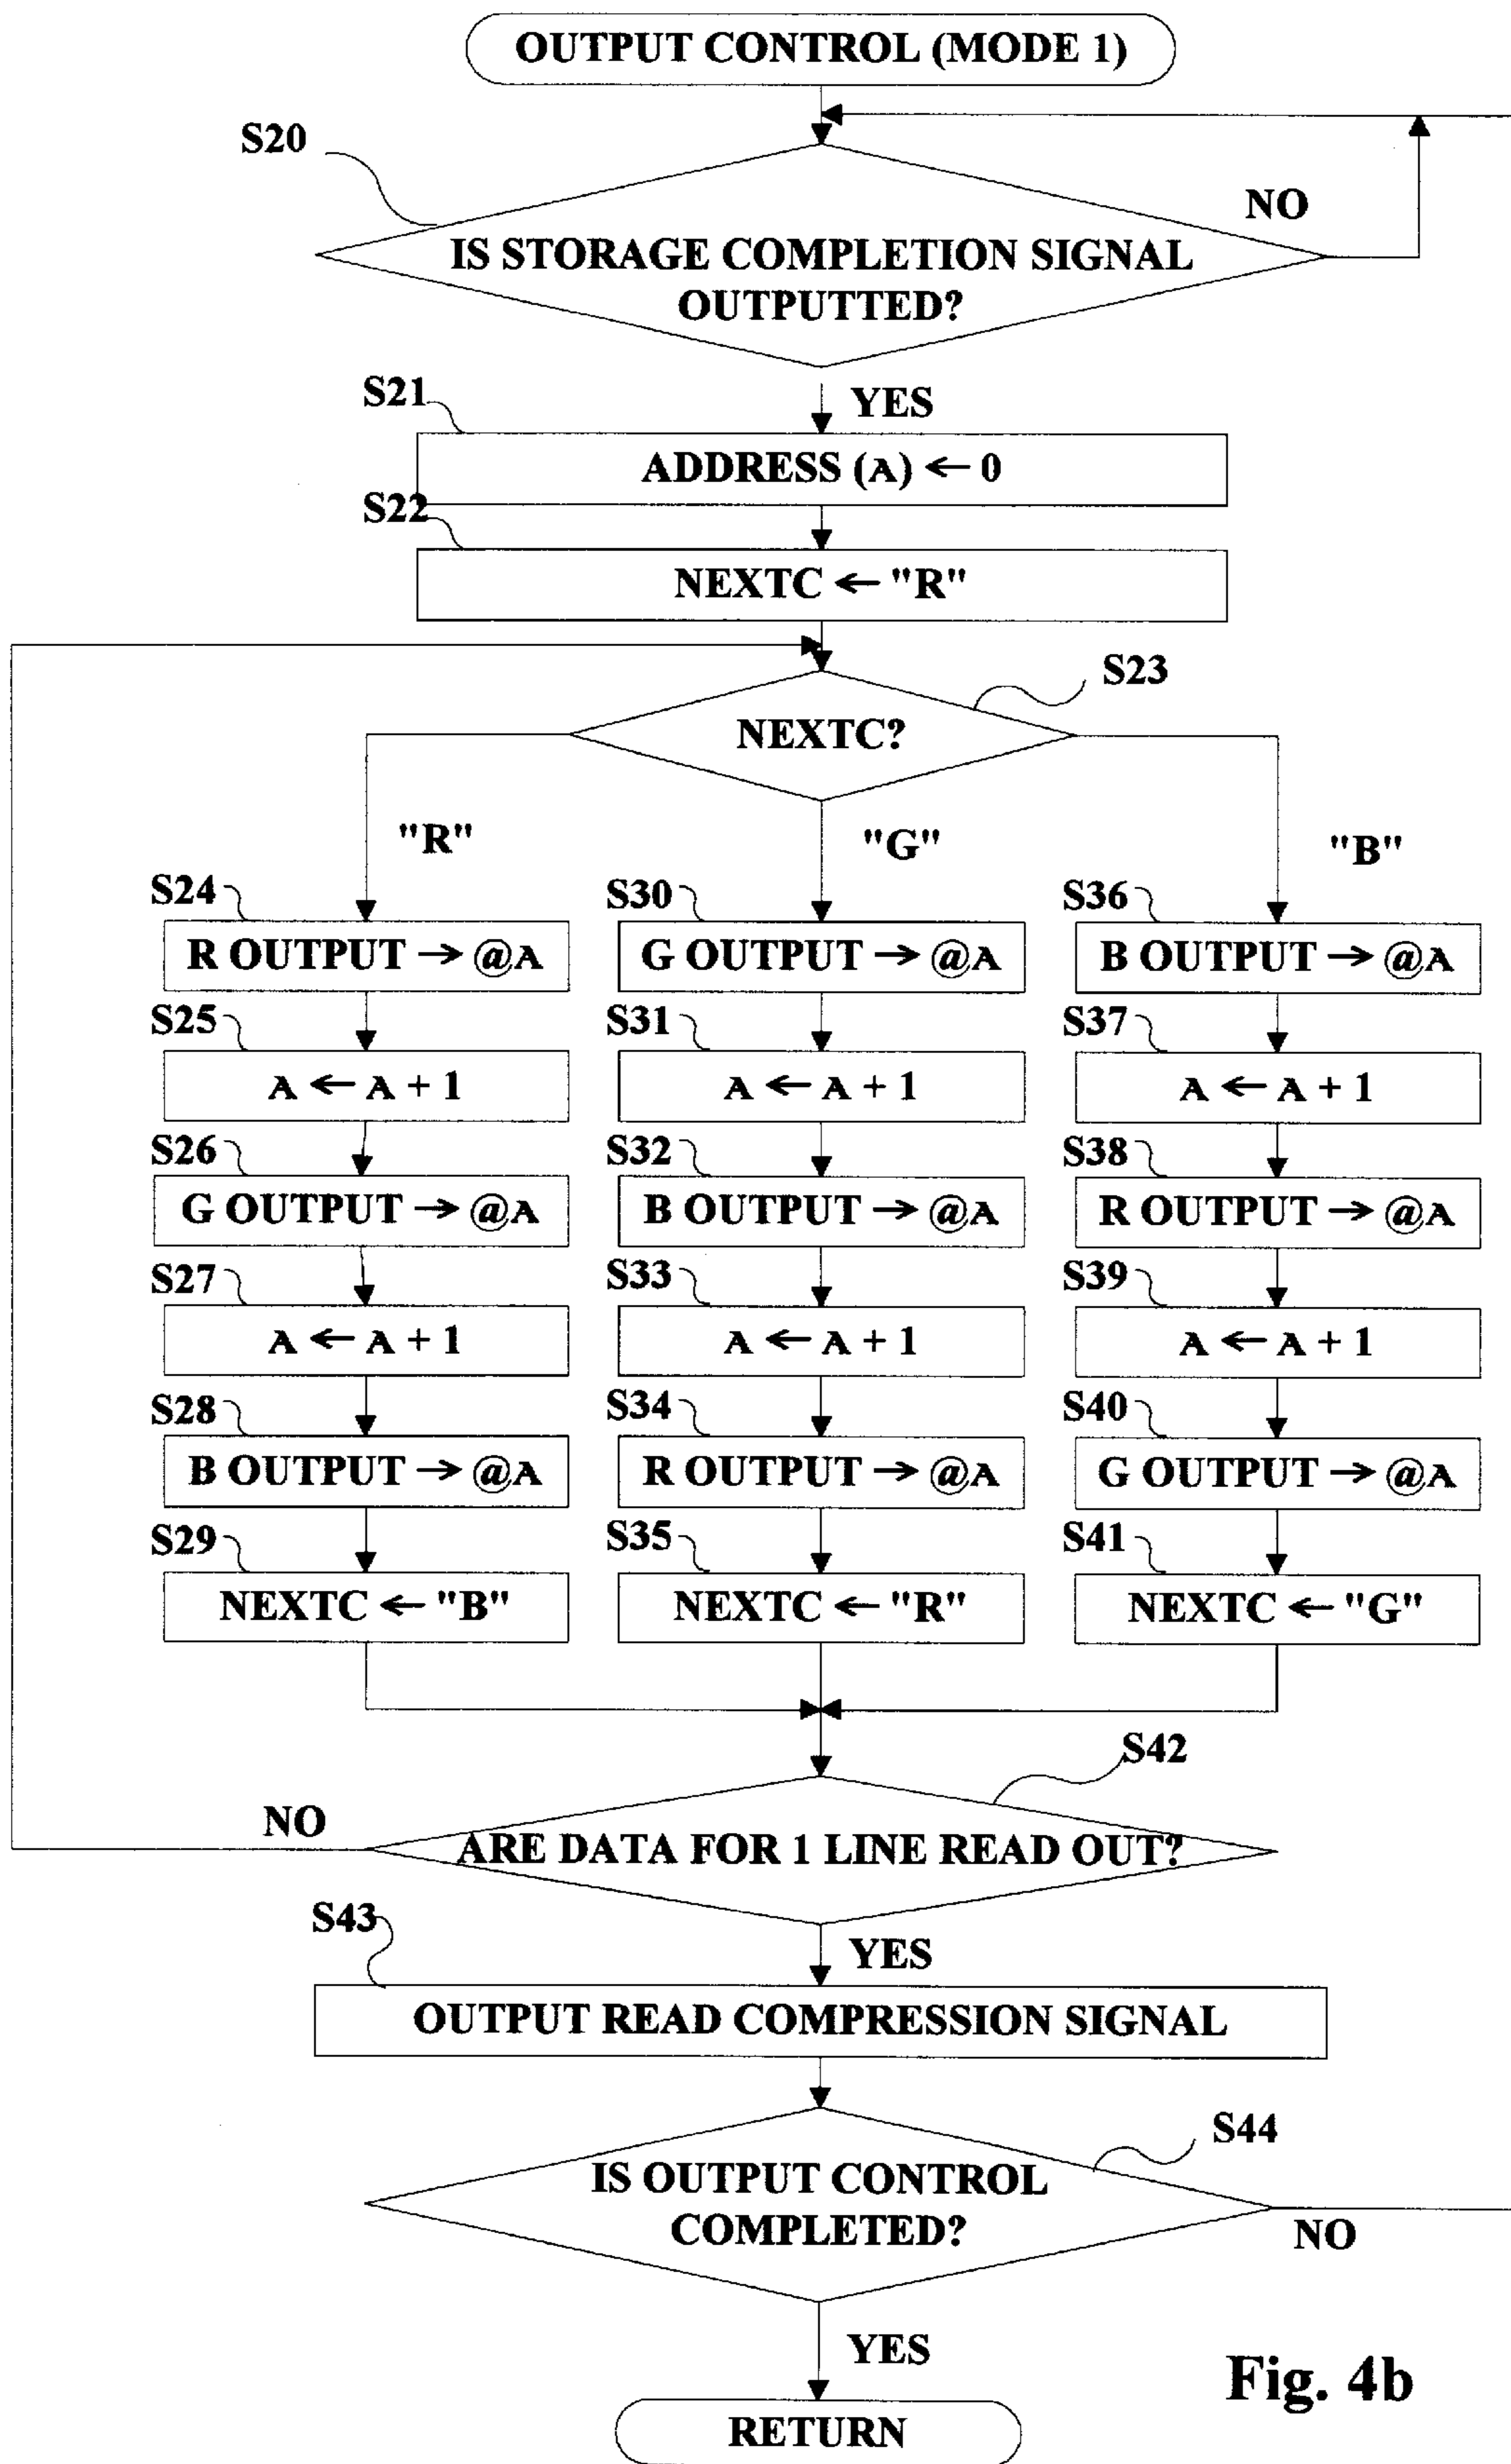 OUTPUT CONTROL (MODE 1)
S20
NO
IS STORAGE COMPLETION SIGNAL
OUTPUTTED?
YES
S21
ADDRESS (A) ← 0
S22
NEXTC ← "R"
S23
NEXTC?
"R"
"G"
"B"
S24
R OUTPUT → @A
S25
A ← A + 1
S26
G OUTPUT → @A
S27
A ← A + 1
S28
B OUTPUT → @A
S29
NEXTC ← "B"
S30
G OUTPUT → @A
S31
A ← A + 1
S32
B OUTPUT → @A
S33
A ← A + 1
S34
R OUTPUT → @A
S35
NEXTC ← "R"
S36
B OUTPUT → @A
S37
A ← A + 1
S38
R OUTPUT → @A
S39
A ← A + 1
S40
G OUTPUT → @A
S41
NEXTC ← "G"
S42
NO
ARE DATA FOR 1 LINE READ OUT?
YES
S43
OUTPUT READ COMPRESSION SIGNAL
S44
IS OUTPUT CONTROL
COMPLETED?
NO
YES
RETURN
Fig. 4b